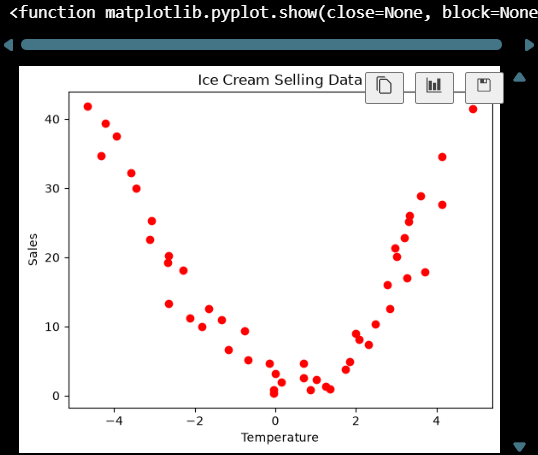 <function matplotlib.pyplot.show(close=None, block=None
Ice Cream Selling Data
40
30
20
10
0
Sales
−4 −2 0 2 4
Temperature